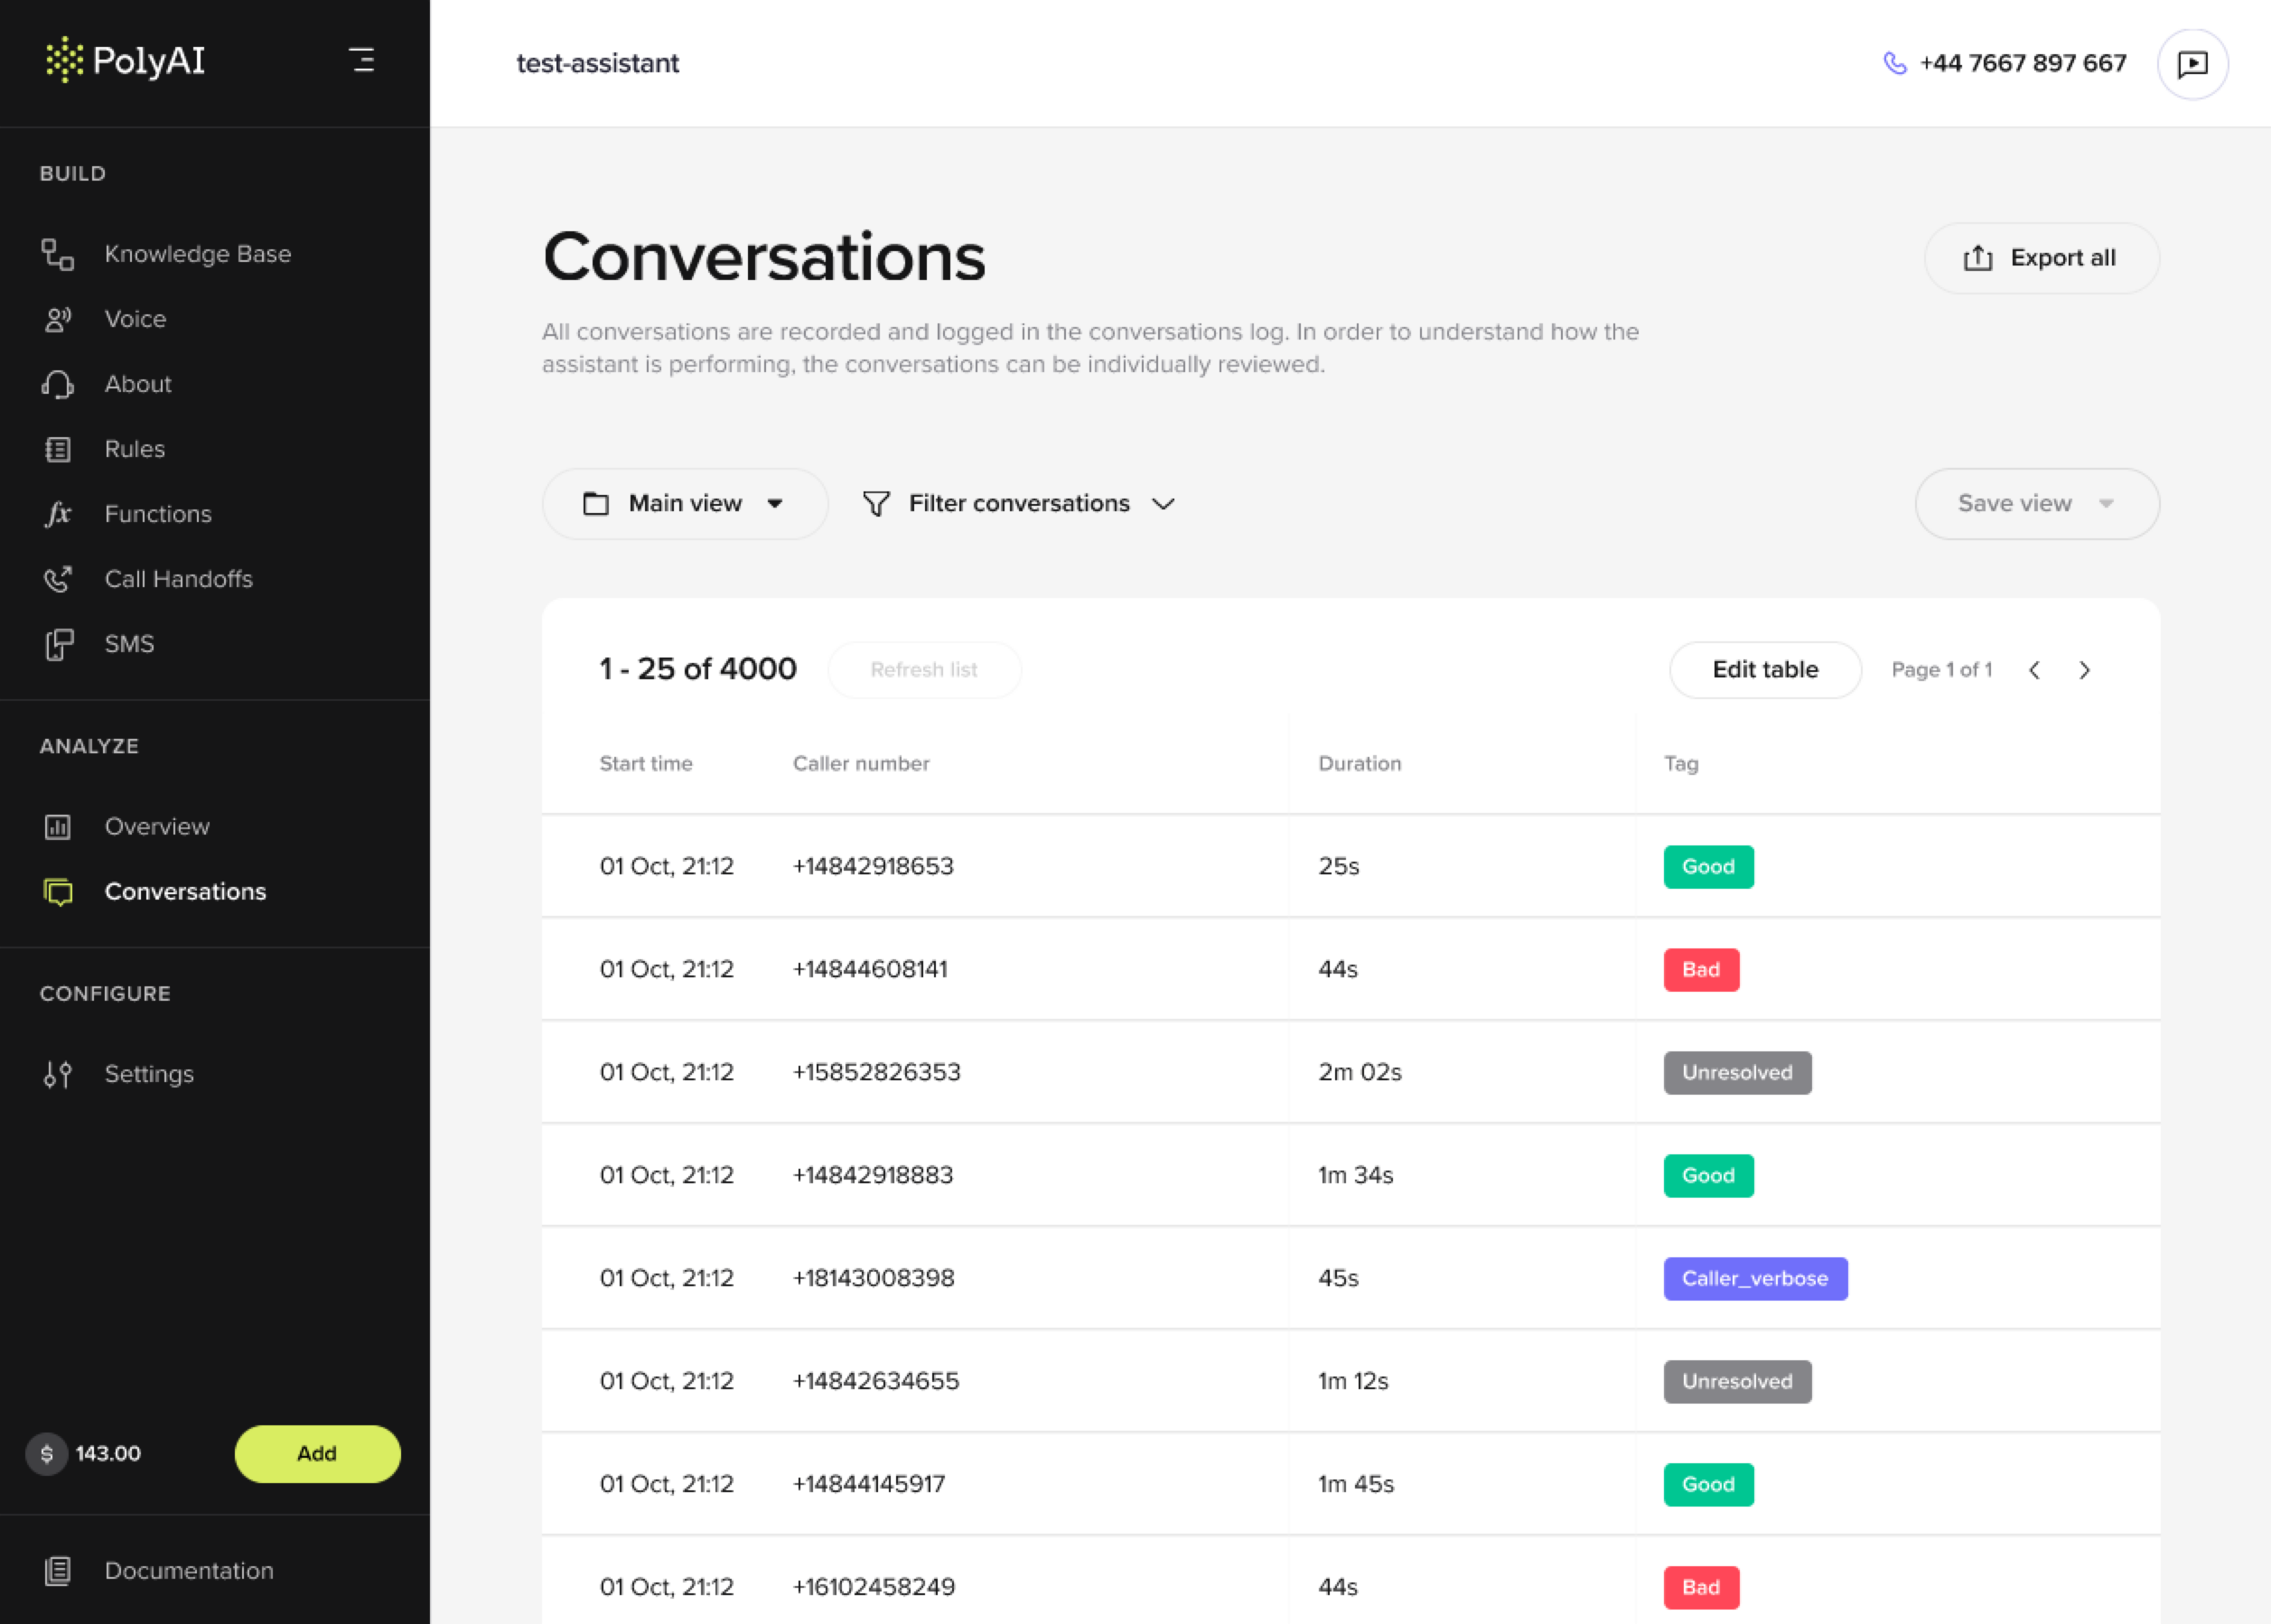 PolyAI
test-assistant
+44 7667 897 667
BUILD
Knowledge Base
Voice
About
Rules
fx Functions
Call Handoffs
SMS
ANALYZE
Overview
Conversations
CONFIGURE
Settings
$ 143.00 Add
Documentation
Conversations
Export all
All conversations are recorded and logged in the conversations log. In order to understand how the
assistant is performing, the conversations can be individually reviewed.
Main view Filter conversations Save view
1 - 25 of 4000 Refresh list Edit table Page 1 of 1
Start time Caller number Duration Tag
01 Oct, 21:12 +14842918653 25s Good
01 Oct, 21:12 +14844608141 44s Bad
01 Oct, 21:12 +15852826353 2m 02s Unresolved
01 Oct, 21:12 +14842918883 1m 34s Good
01 Oct, 21:12 +18143008398 45s Caller_verbose
01 Oct, 21:12 +14842634655 1m 12s Unresolved
01 Oct, 21:12 +14844145917 1m 45s Good
01 Oct, 21:12 +16102458249 44s Bad